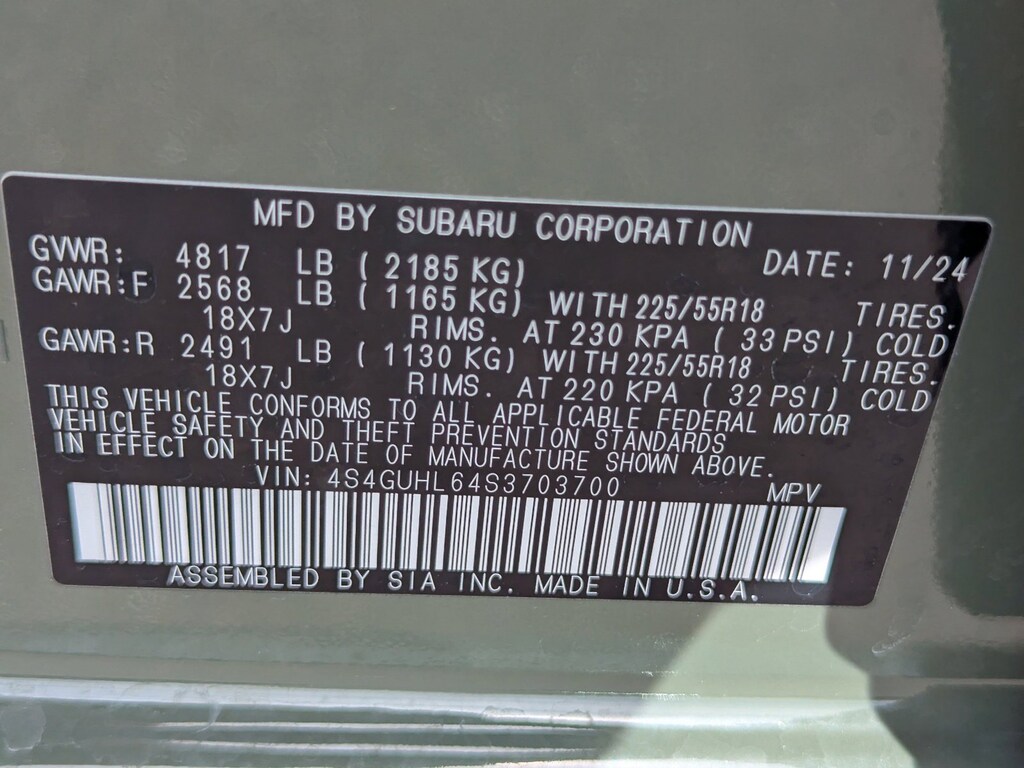 MFD BY SUBARU CORPORATION
GVWR: 4817 LB ( 2185 KG) DATE: 11/24
GAWR:F 2568 LB ( 1165 KG) WITH 225/55R18 TIRES.
18X7J RIMS. AT 230 KPA ( 33 PSI) COLD
GAWR:R 2491 LB ( 1130 KG) WITH 225/55R18 TIRES.
18X7J RIMS. AT 220 KPA ( 32 PSI) COLD
THIS VEHICLE CONFORMS TO ALL APPLICABLE FEDERAL MOTOR
VEHICLE SAFETY AND THEFT PREVENTION STANDARDS
IN EFFECT ON THE DATE OF MANUFACTURE SHOWN ABOVE.
VIN: 4S4GUHL64S3703700 MPV
ASSEMBLED BY SIA INC. MADE IN U.S.A.